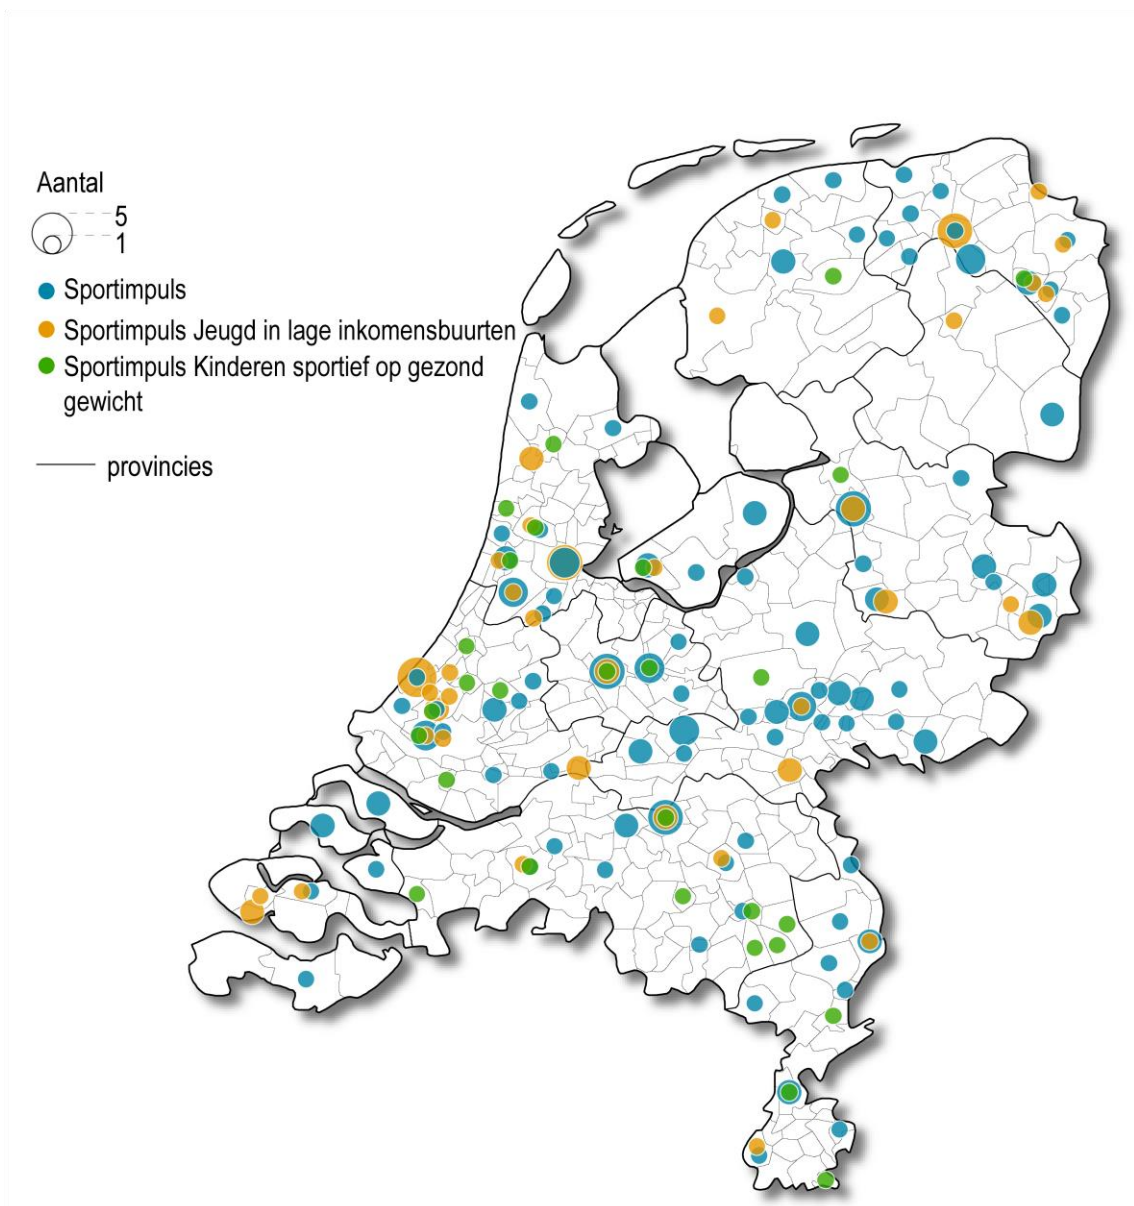 Aantal
5
1
Sportimpuls
Sportimpuls Jeugd in lage inkomensbuurten
Sportimpuls Kinderen sportief op gezond
gewicht
provincies